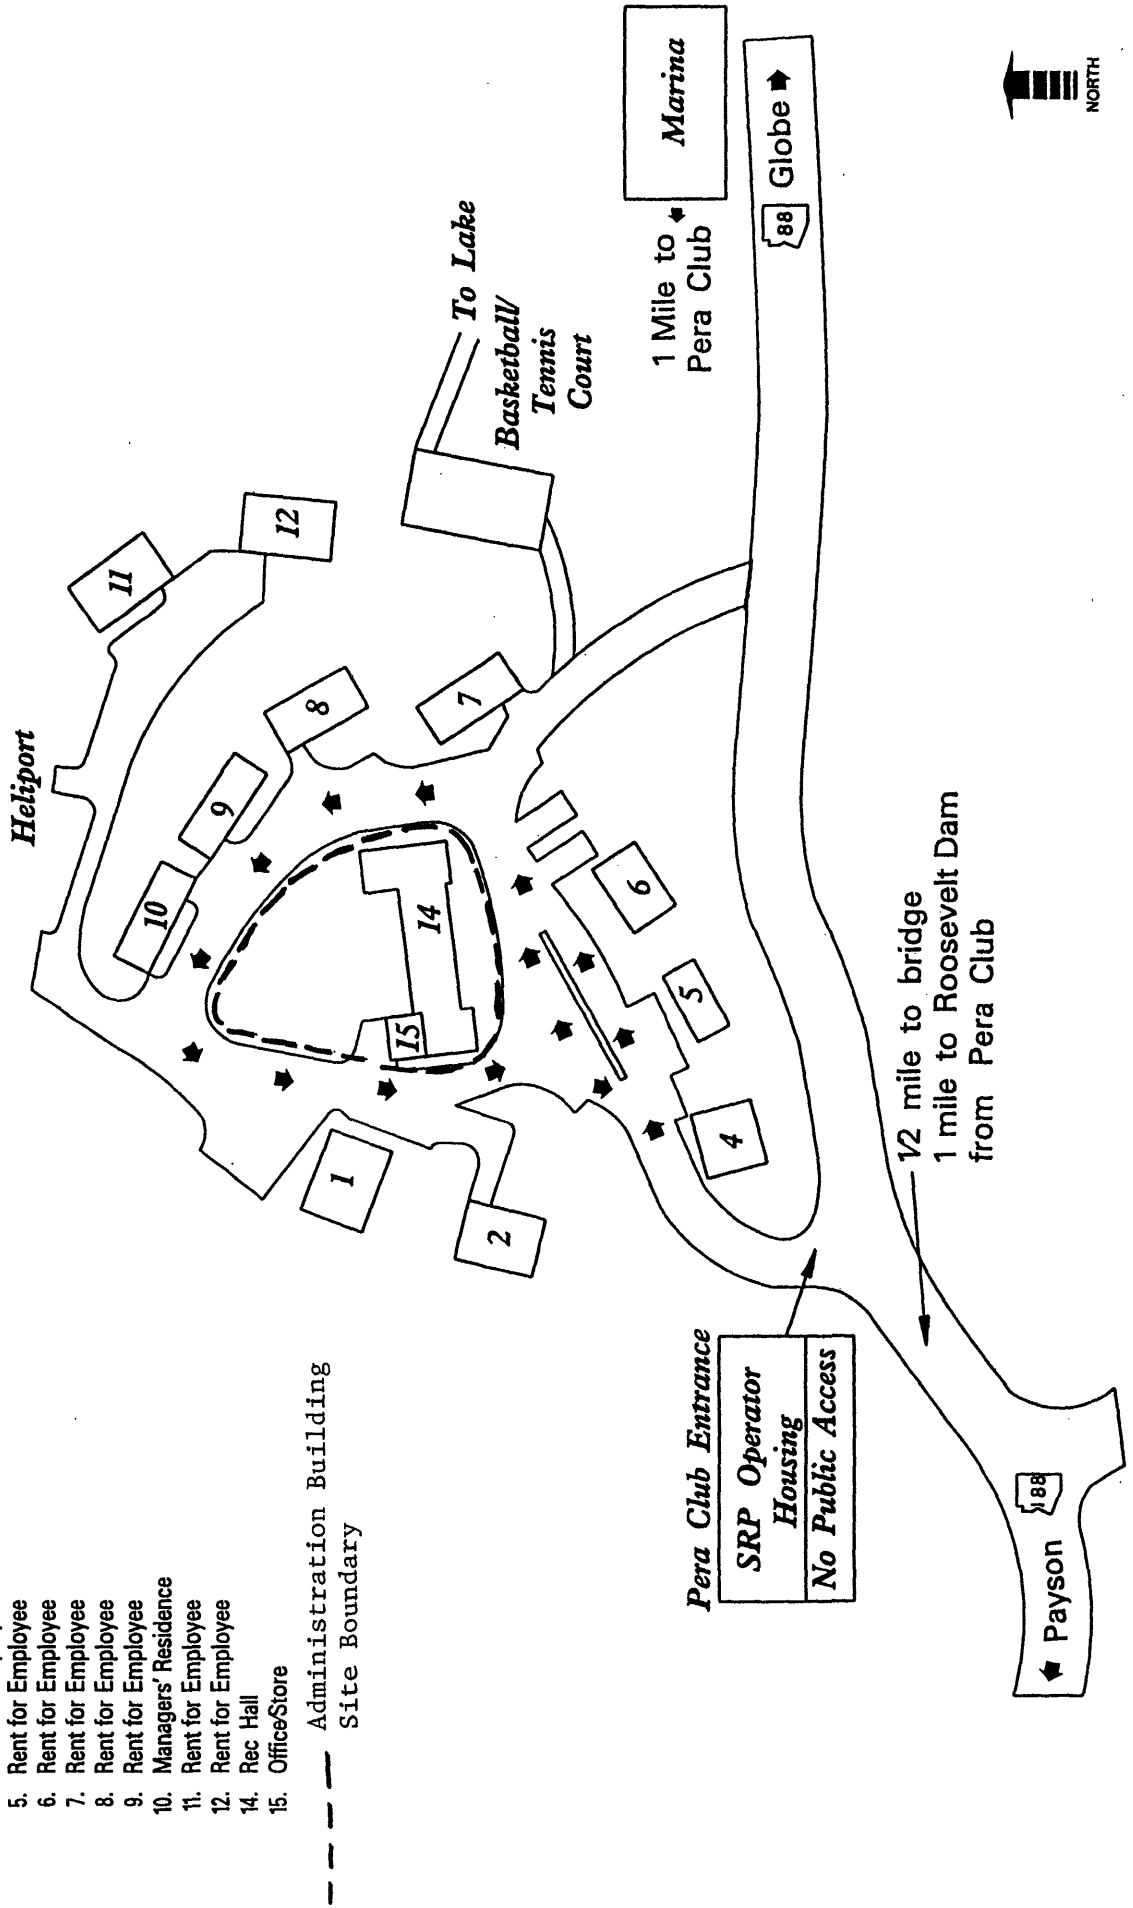 5. Rent for Employee
6. Rent for Employee
7. Rent for Employee
8. Rent for Employee
9. Rent for Employee
10. Managers' Residence
11. Rent for Employee
12. Rent for Employee
14. Rec Hall
15. Office/Store
Administration Building
Site Boundary
Heliport
11
12
10
9
8
7
1
2
15
14
6
5
4
To Lake
Basketball/
Tennis
Court
Marina
1 Mile to
Pera Club
88 Globe
Pera Club Entrance
SRP Operator
Housing
No Public Access
1/2 mile to bridge
1 mile to Roosevelt Dam
from Pera Club
Payson
188
NORTH